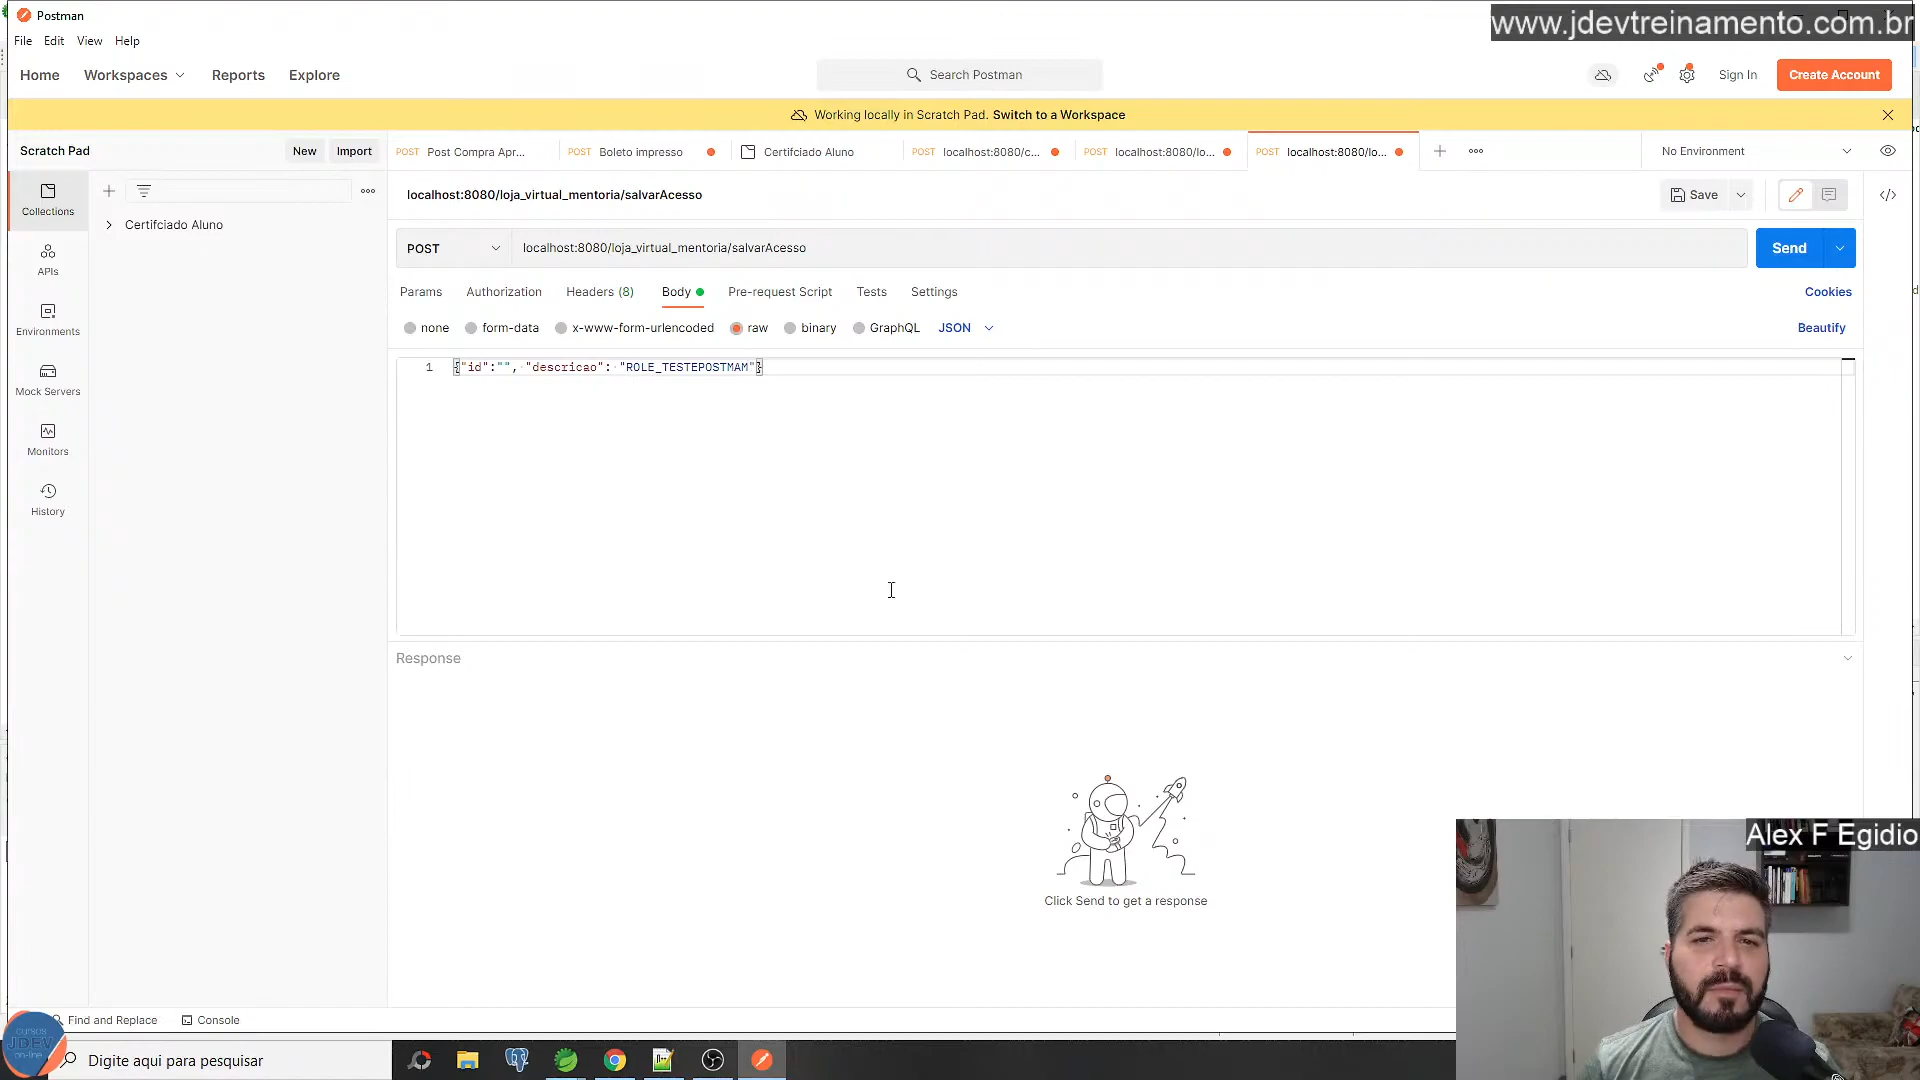 Postman
www.jdevtreinamento.com.br
File Edit View Help
Home Workspaces Reports Explore
Search Postman
Sign In
Create Account
Working locally in Scratch Pad. Switch to a Workspace
Scratch Pad
New
Import
POST Post Compra Apr...
POST Boleto impresso
Certifciado Aluno
POST localhost:8080/c...
POST localhost:8080/lo...
POST localhost:8080/lo...
No Environment
Collections
Certifciado Aluno
localhost:8080/loja_virtual_mentoria/salvarAcesso
Save
APIs
POST
localhost:8080/loja_virtual_mentoria/salvarAcesso
Send
Params Authorization Headers (8) Body Pre-request Script Tests Settings
Cookies
Environments
none form-data x-www-form-urlencoded raw binary GraphQL JSON
Beautify
1 {"id":"", "descricao": "ROLE_TESTEPOSTMAM"}
Mock Servers
Monitors
History
Response
Click Send to get a response
Alex F Egidio
Find and Replace
Console
cursos
JDEV
on-line
Digite aqui para pesquisar